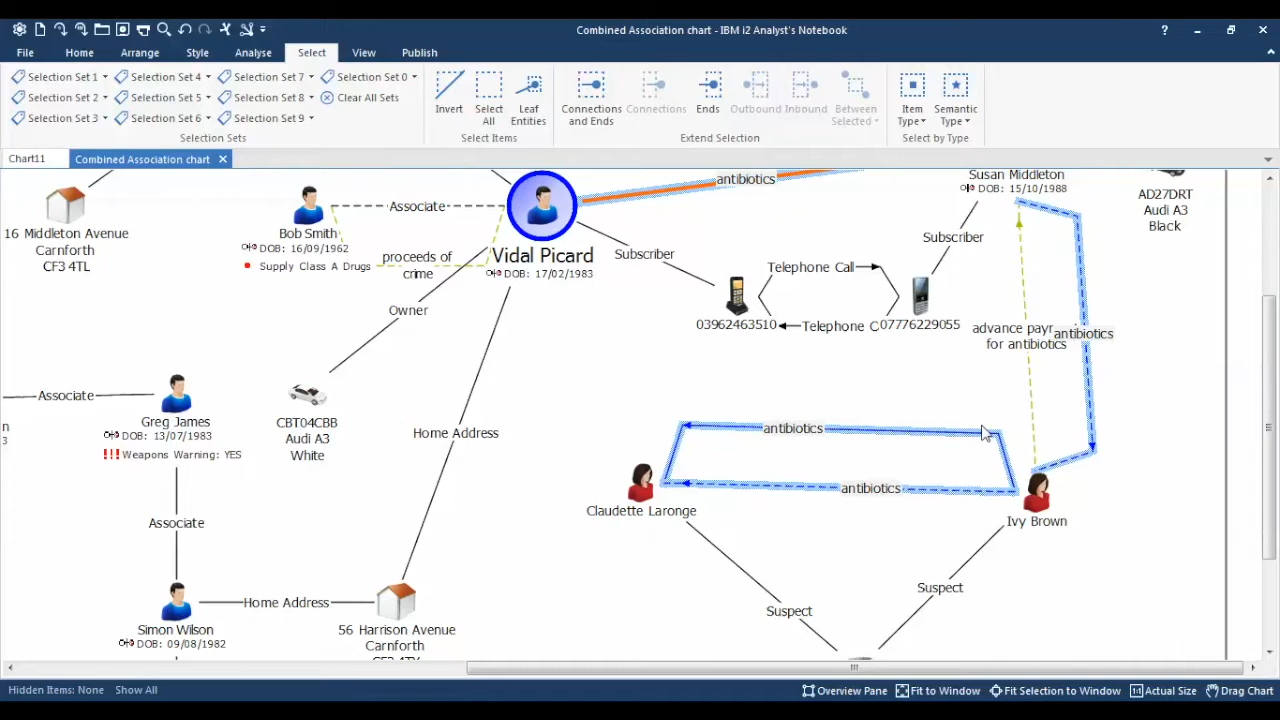 Combined Association chart - IBM i2 Analyst's Notebook
File Home Arrange Style Analyse Select View Publish
Selection Set 1 Selection Set 4 Selection Set 7 Selection Set 0
Selection Set 2 Selection Set 5 Selection Set 8 Clear All Sets
Selection Set 3 Selection Set 6 Selection Set 9
Selection Sets
Invert
Select
All
Leaf
Entities
Select Items
Connections
and Ends
Connections
Ends
Outbound
Inbound
Between
Selected
Extend Selection
Item
Type
Semantic
Type
Select by Type
Chart11
Combined Association chart
16 Middleton Avenue
Carnforth
CF3 4TL
Bob Smith
DOB: 16/09/1962
Supply Class A Drugs
Associate
proceeds of
crime
Vidal Picard
DOB: 17/02/1983
antibiotics
Subscriber
Susan Middleton
DOB: 15/10/1988
AD27DRT
Audi A3
Black
Subscriber
Telephone Call
03962463510
Telephone C
07776229055
Owner
advance payr
for antibiotics
antibiotics
Associate
n
3
Greg James
DOB: 13/07/1983
!!! Weapons Warning: YES
CBT04CBB
Audi A3
White
Home Address
antibiotics
antibiotics
Claudette Laronge
Ivy Brown
Associate
Suspect
Suspect
Simon Wilson
DOB: 09/08/1982
Home Address
56 Harrison Avenue
Carnforth
Hidden Items: None Show All
Overview Pane Fit to Window Fit Selection to Window 1:1 Actual Size Drag Chart